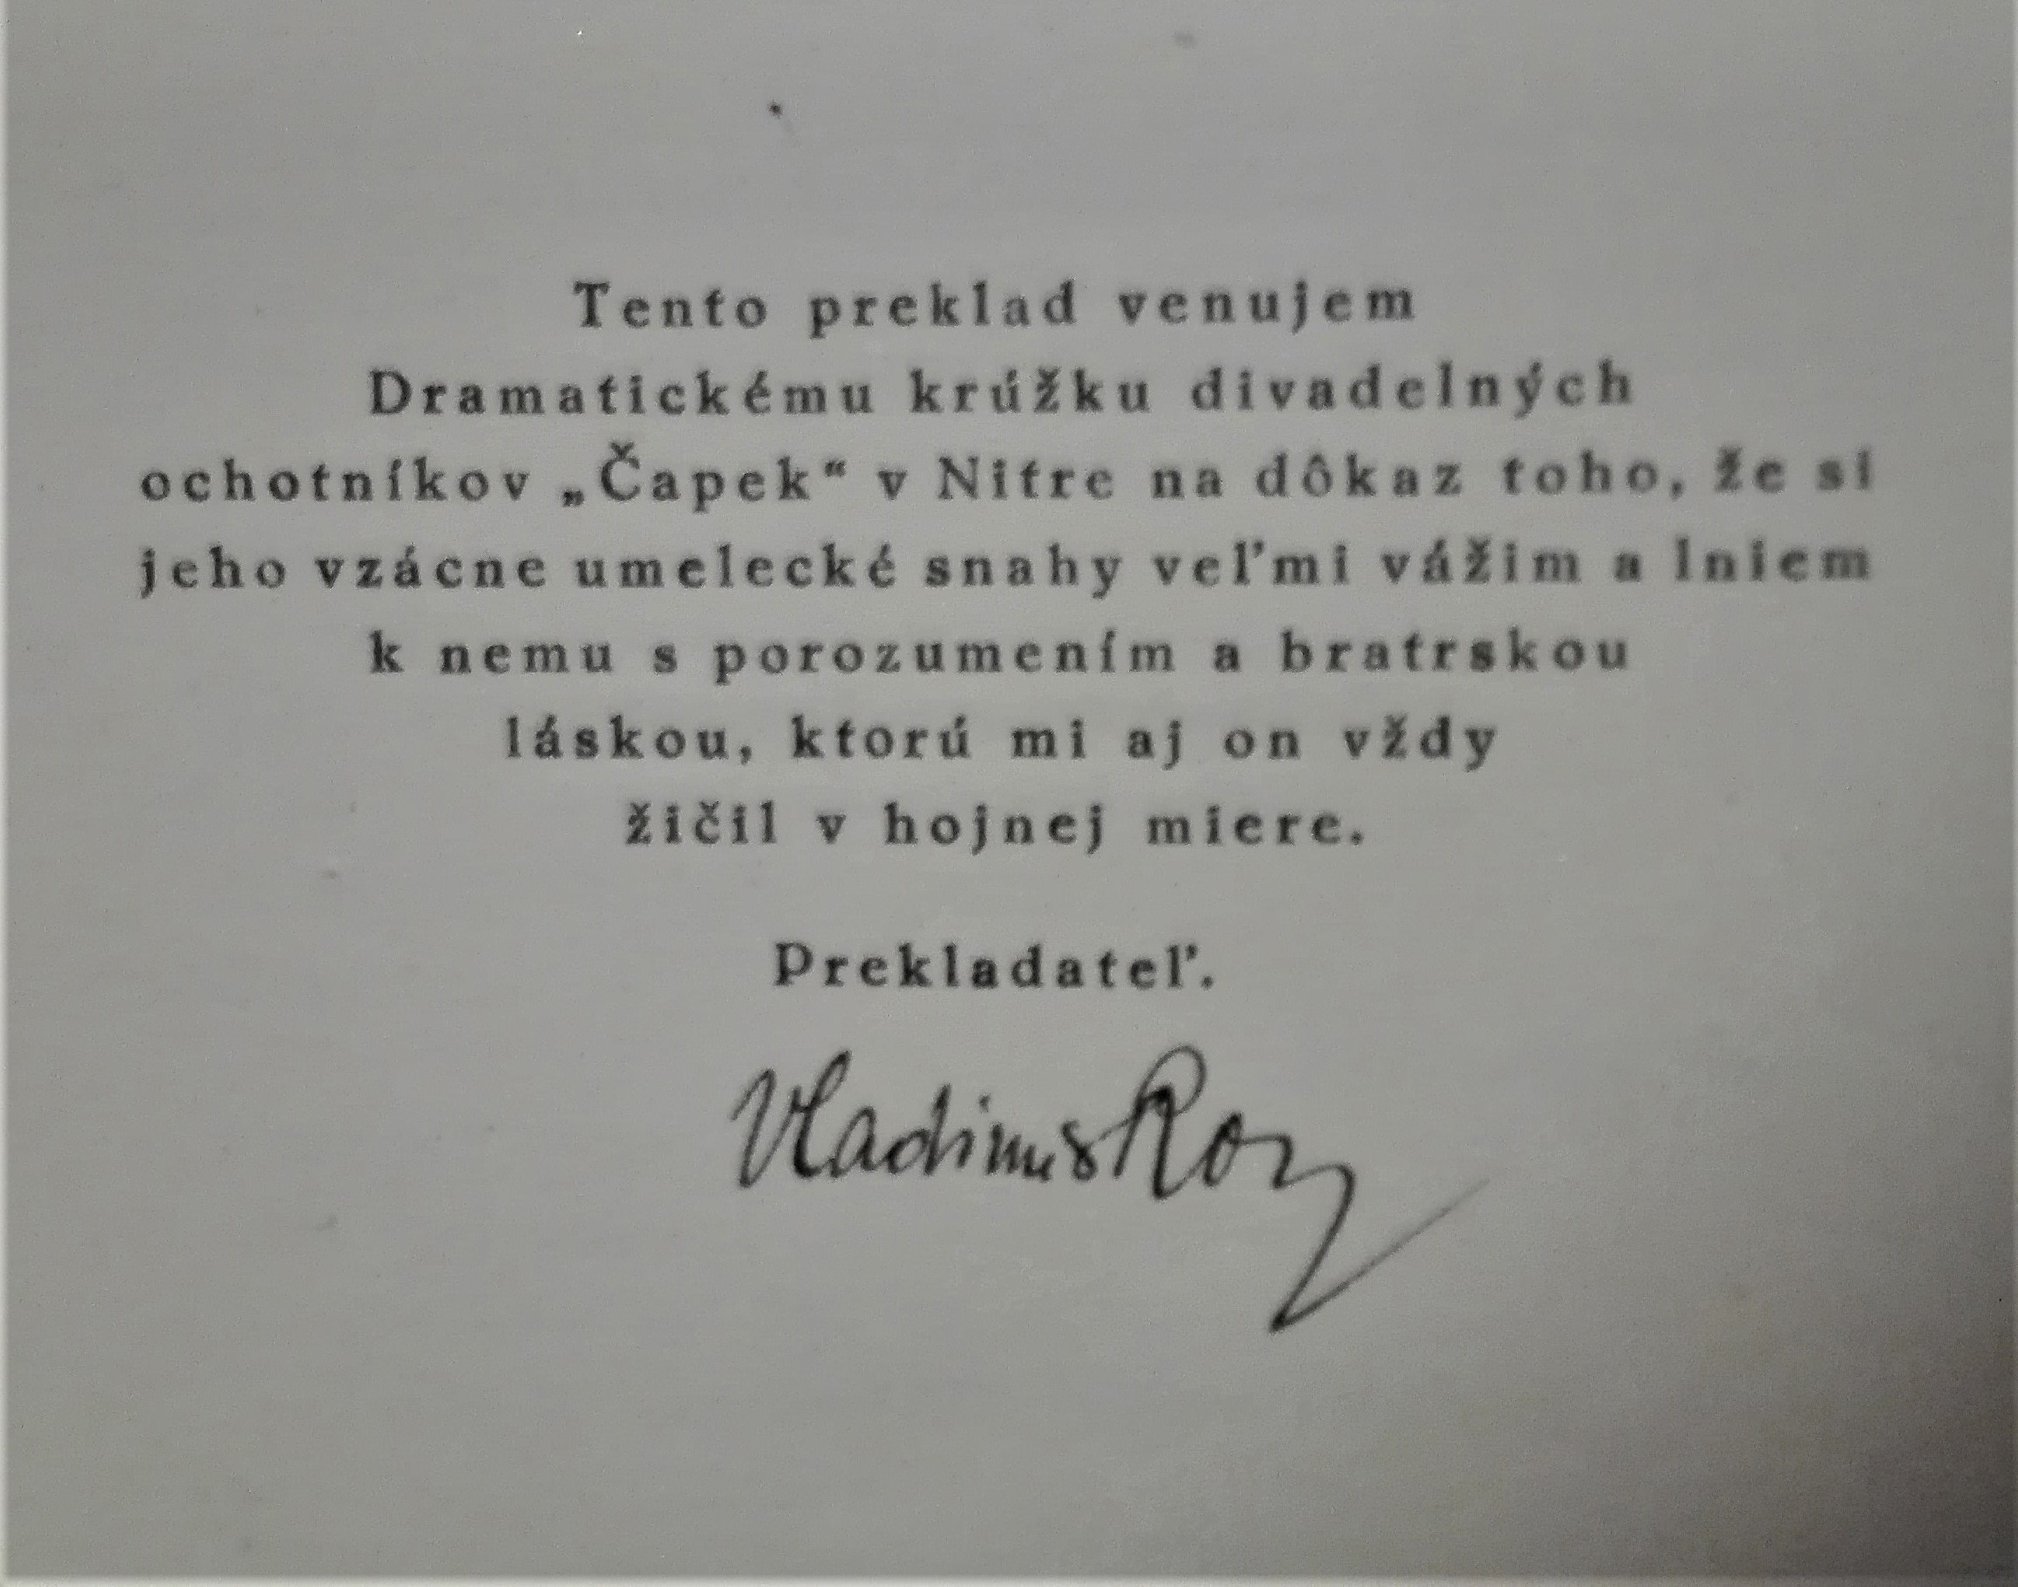 Tento preklad venujem
Dramatickému krúžku divadelných
ochotníkov „Čapek“ v Nitre na dôkaz toho, že si
jeho vzácne umelecké snahy veľmi vážim a lniem
k nemu s porozumením a bratrskou
láskou, ktorú mi aj on vždy
žičil v hojnej miere.
Prekladateľ.
Vladimír Roy